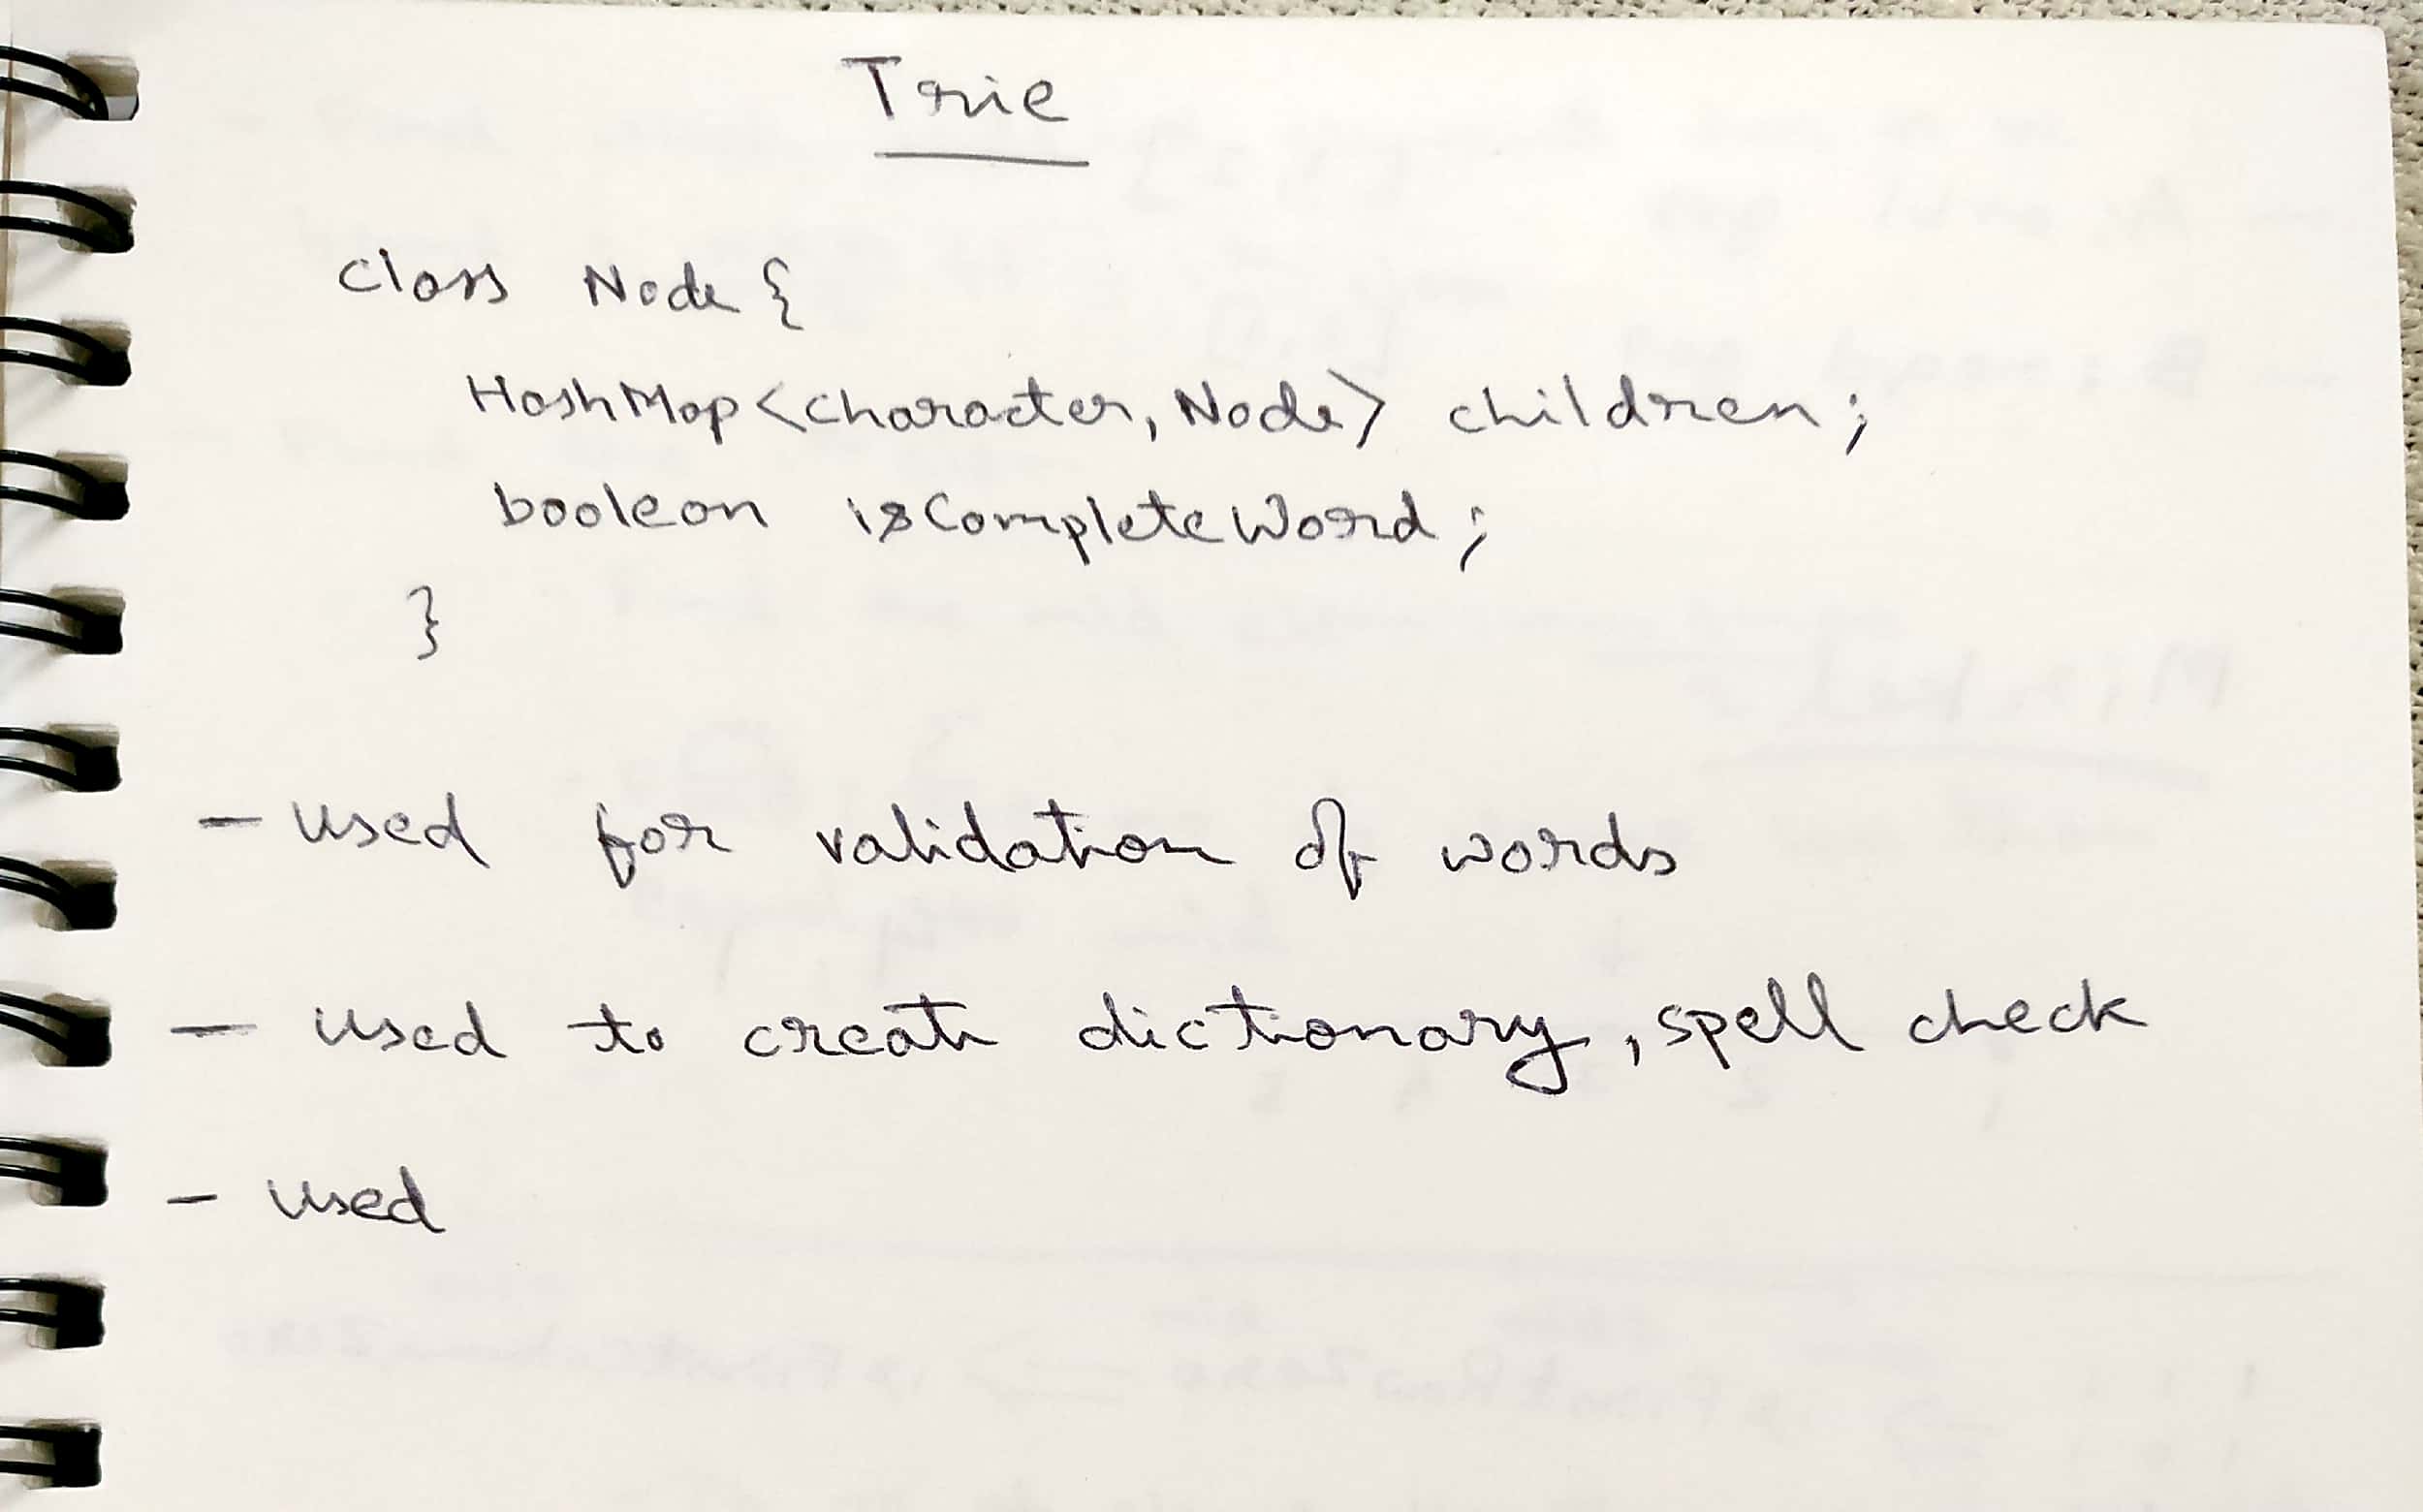 Trie
class Node {
HashMap<Character, Node> children;
boolean isCompleteWord;
}
- used for validation of words
- used to create dictionary, spell check
- used